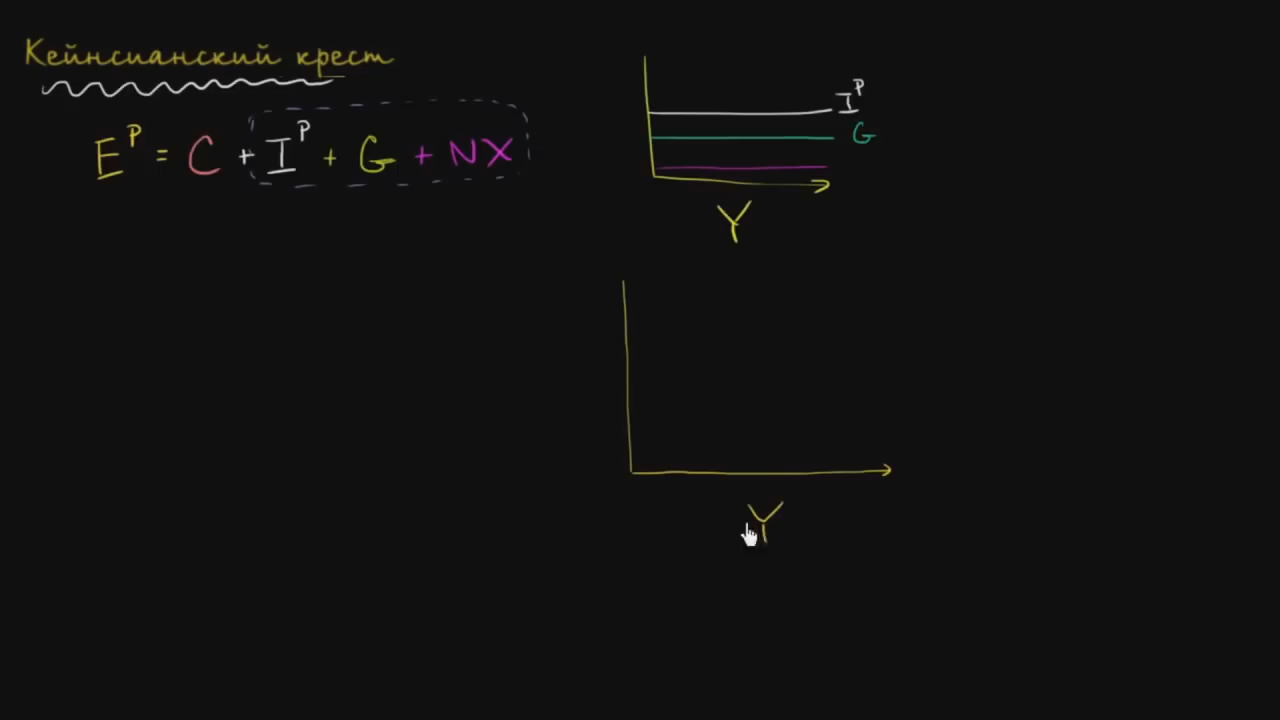 Кейнсианский крест
E^P = C + I^P + G + NX
I^P
G
Y
Y